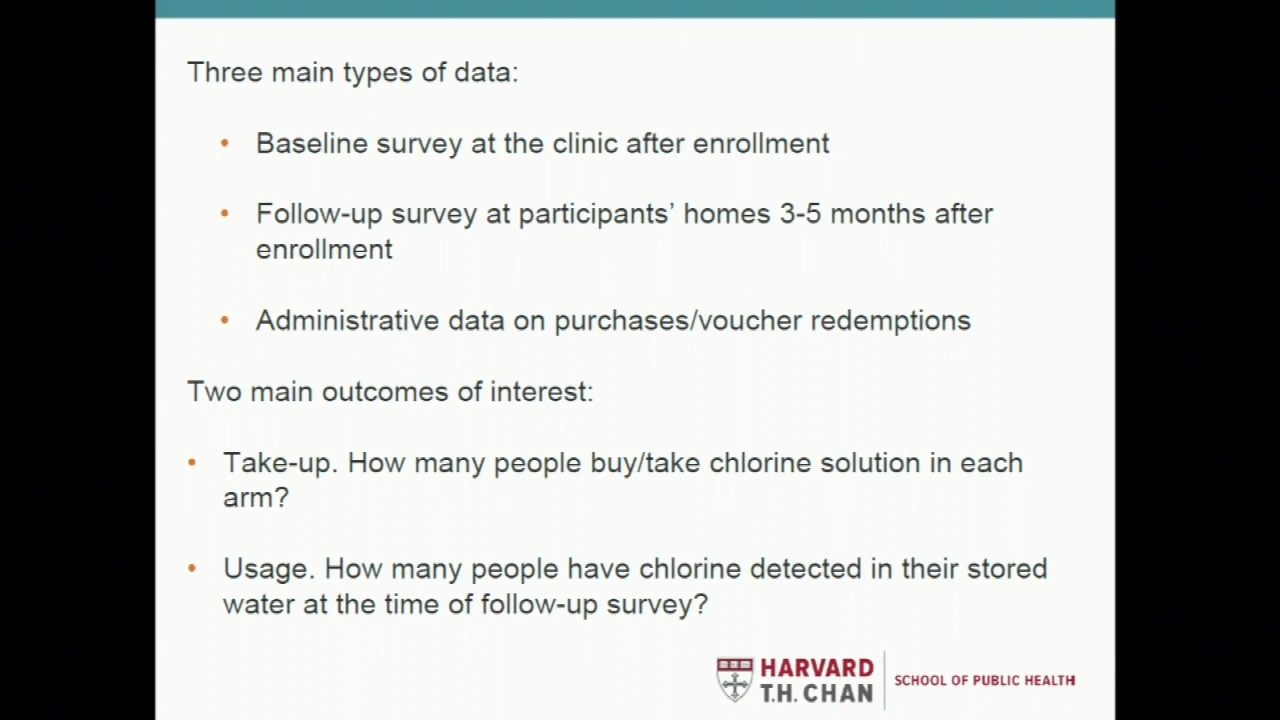 Three main types of data:
• Baseline survey at the clinic after enrollment
• Follow-up survey at participants’ homes 3-5 months after
enrollment
• Administrative data on purchases/voucher redemptions
Two main outcomes of interest:
• Take-up. How many people buy/take chlorine solution in each
arm?
• Usage. How many people have chlorine detected in their stored
water at the time of follow-up survey?
HARVARD
T.H. CHAN
SCHOOL OF PUBLIC HEALTH